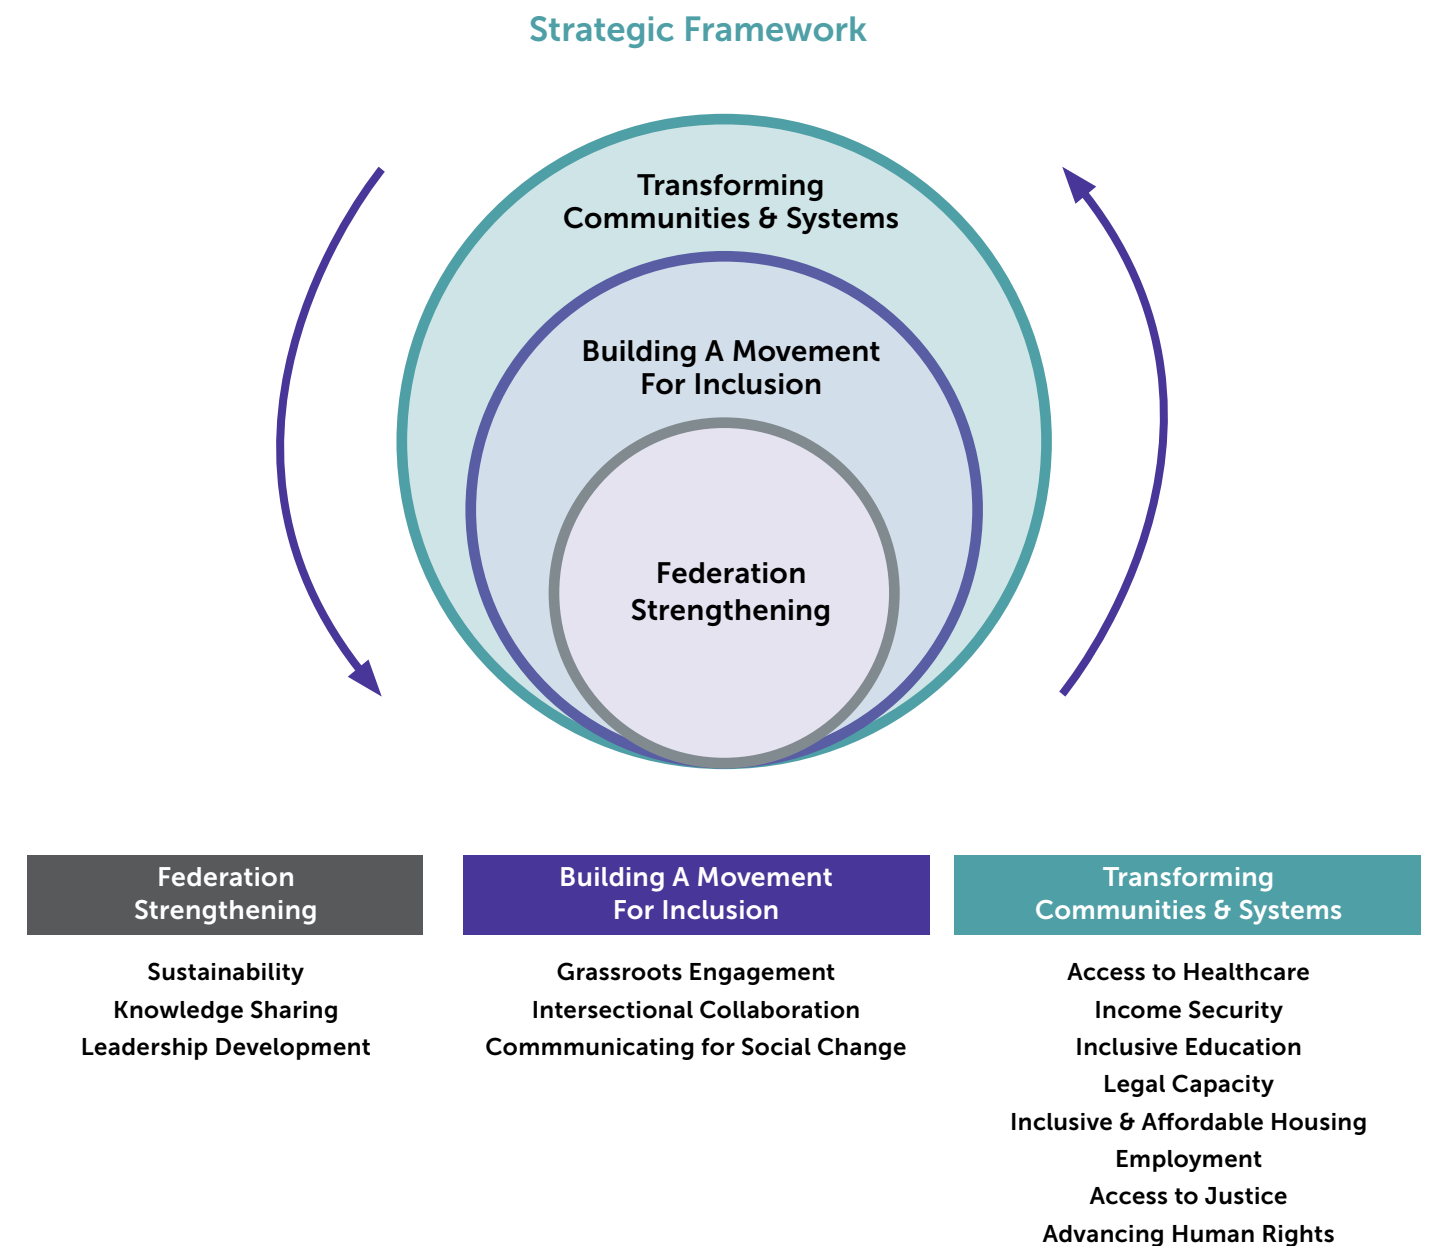 Strategic Framework
Transforming
Communities & Systems
Building A Movement
For Inclusion
Federation
Strengthening
Federation
Strengthening
Sustainability
Knowledge Sharing
Leadership Development
Building A Movement
For Inclusion
Grassroots Engagement
Intersectional Collaboration
Commmunicating for Social Change
Transforming
Communities & Systems
Access to Healthcare
Income Security
Inclusive Education
Legal Capacity
Inclusive & Affordable Housing
Employment
Access to Justice
Advancing Human Rights